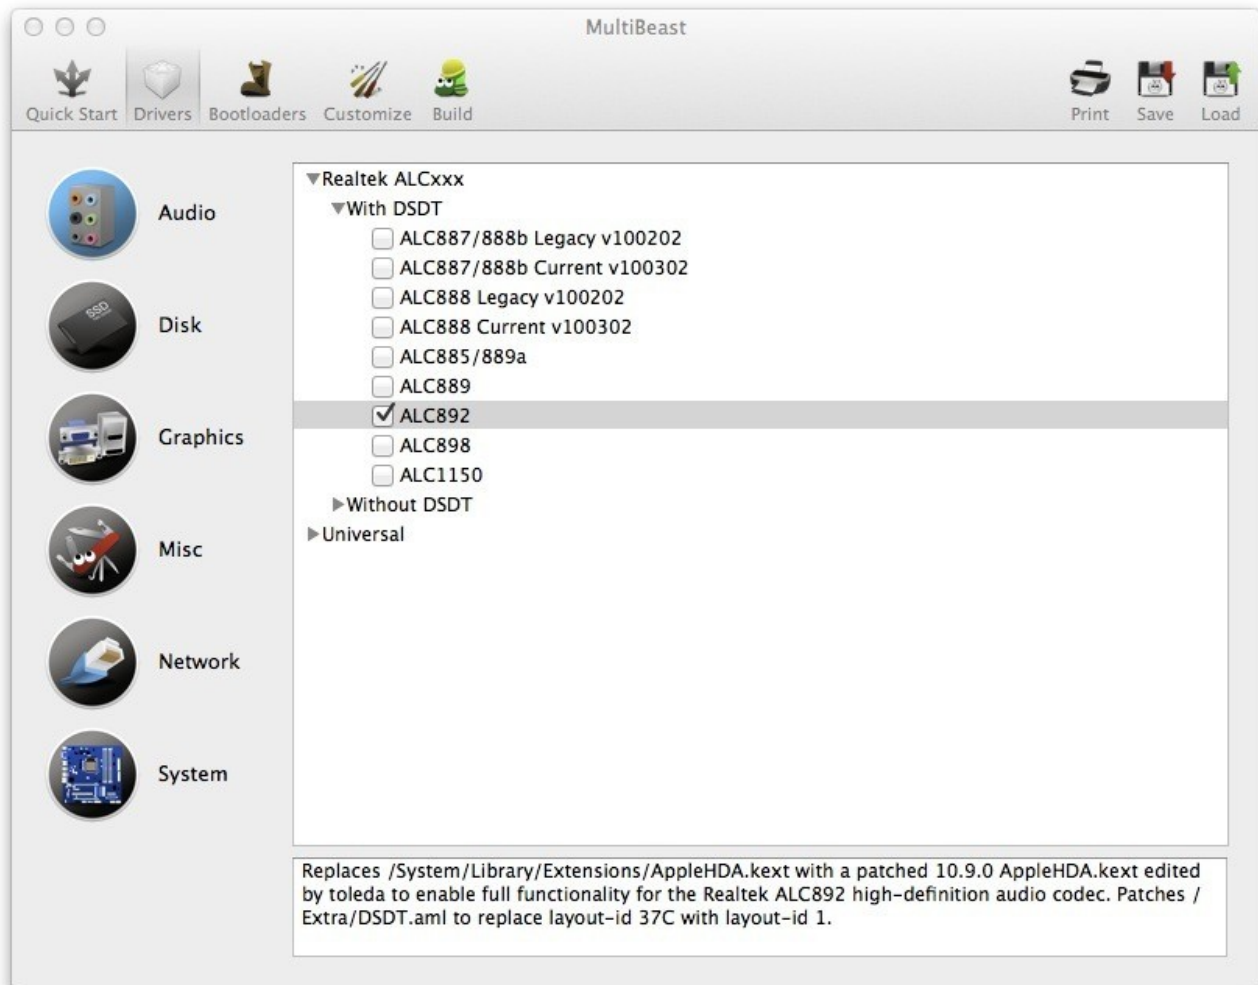 MultiBeast
Quick Start
Drivers
Bootloaders
Customize
Build
Print
Save
Load
Audio
Disk
SSD
Graphics
Misc
Network
System
Realtek ALCxxx
With DSDT
ALC887/888b Legacy v100202
ALC887/888b Current v100302
ALC888 Legacy v100202
ALC888 Current v100302
ALC885/889a
ALC889
ALC892
ALC898
ALC1150
Without DSDT
Universal
Replaces /System/Library/Extensions/AppleHDA.kext with a patched 10.9.0 AppleHDA.kext edited
by toleda to enable full functionality for the Realtek ALC892 high-definition audio codec. Patches /
Extra/DSDT.aml to replace layout-id 37C with layout-id 1.